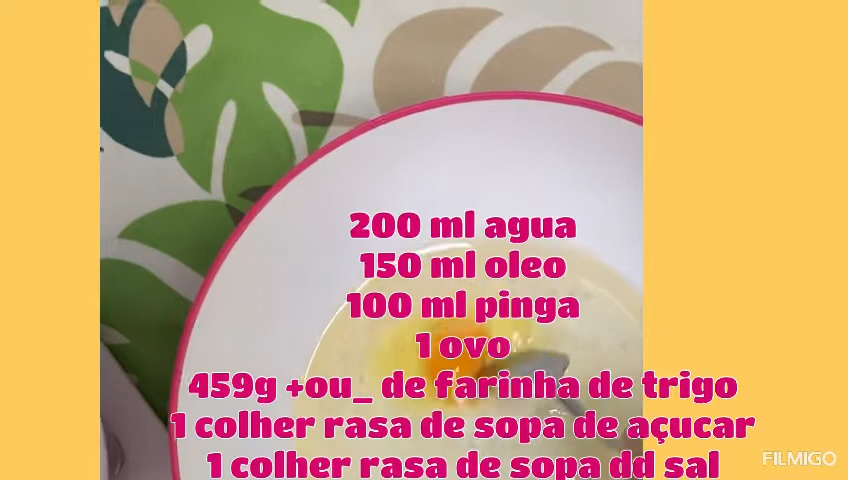 200 ml agua
150 ml oleo
100 ml pinga
1 ovo
459g +ou_ de farinha de trigo
1 colher rasa de sopa de açucar
1 colher rasa de sopa dd sal
FILMIGO